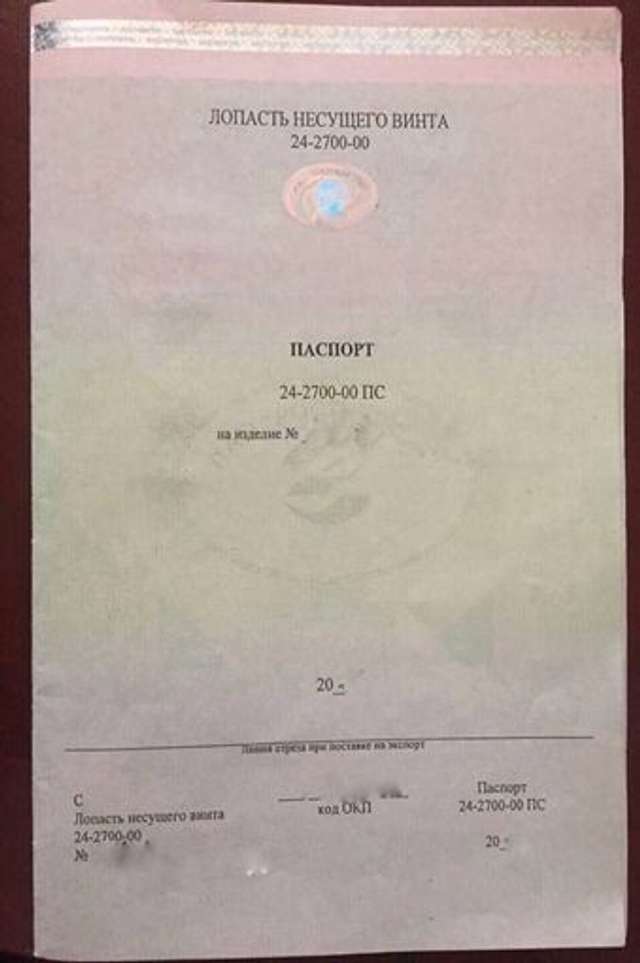 ЛОПАСТЬ НЕСУЩЕГО ВИНТА
24-2700-00
ПАСПОРТ
24-2700-00 ПС
на изделие №
20
Линия отреза при поставке на экспорт
С
Лопасть несущего винта
24-2700-00
№
код ОКП
Паспорт
24-2700-00 ПС
20